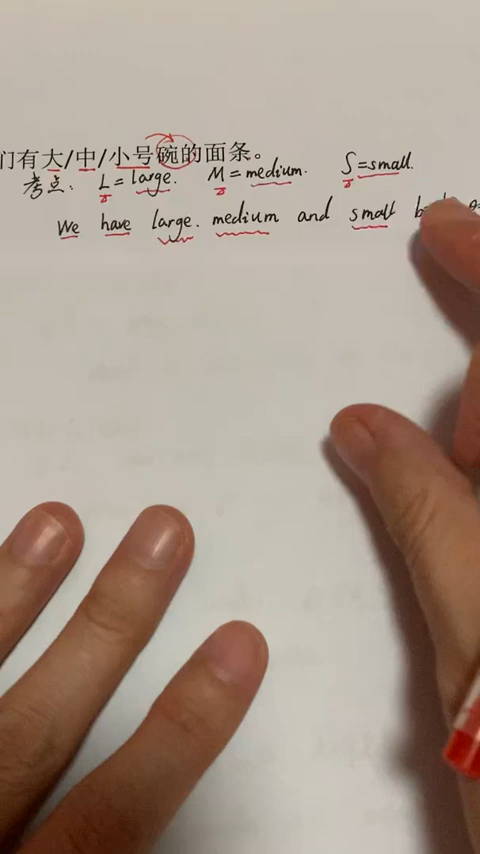 们有大/中/小号碗的面条。
考点: L = large. M = medium. S = small.
We have large. medium and small